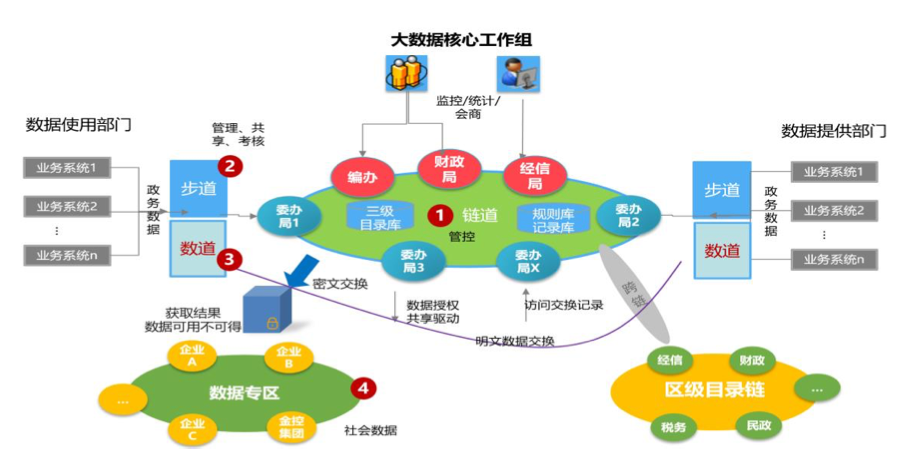 大数据核心工作组
监控/统计/
会商
数据使用部门
数据提供部门
管理、共
享、考核
2
业务系统1
业务系统2
⋮
业务系统n
政务数据
步道
数道
3
编办
财政
局
经信
局
委办
局1
三级
目录库
1
链道
管控
规则库
记录库
委办
局2
委办
局3
委办
局X
步道
数道
政务数据
业务系统1
业务系统2
⋮
业务系统n
密文交换
获取结果
数据可用不可得
数据授权
共享驱动
访问交换记录
明文数据交换
跨链
企业
A
企业
B
数据专区
4
...
企业
C
金控
集团
社会数据
经信
财政
区级目录链
...
税务
民政